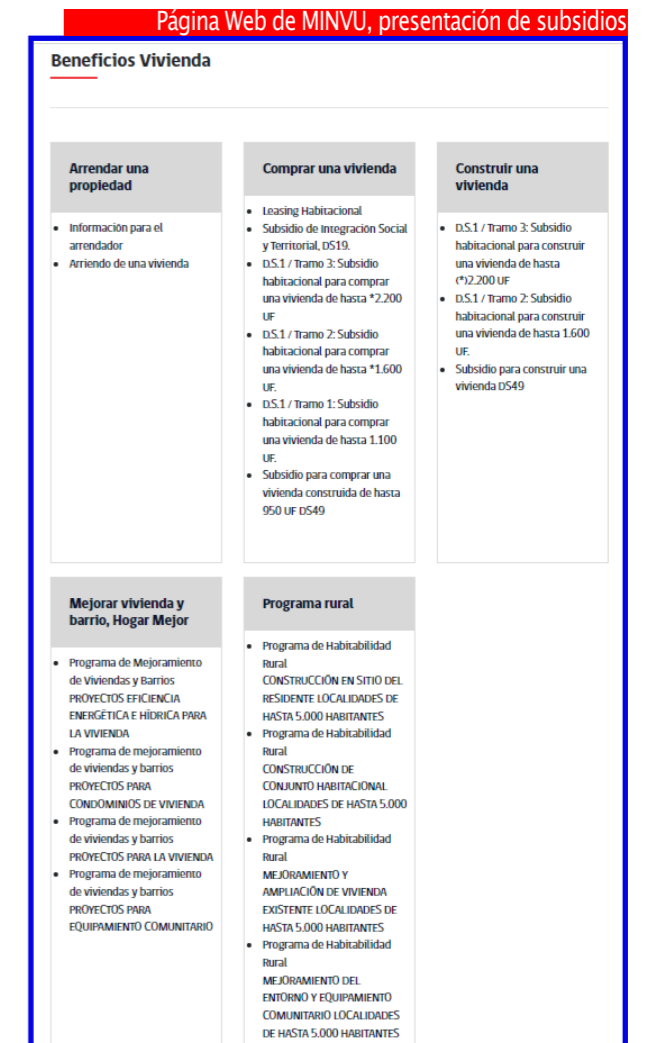 Página Web de MINVU, presentación de subsidios
Beneficios Vivienda
Arrendar una
propiedad
• Información para el
arrendador
• Arriendo de una vivienda
Comprar una vivienda
• Leasing Habitacional
• Subsidio de Integración Social
y Territorial, DS19.
• D.S.1 / Tramo 3: Subsidio
habitacional para comprar
una vivienda de hasta *2.200
UF
• D.S.1 / Tramo 2: Subsidio
habitacional para comprar
una vivienda de hasta *1.600
UF.
• D.S.1 / Tramo 1: Subsidio
habitacional para comprar
una vivienda de hasta 1.100
UF.
• Subsidio para comprar una
vivienda construida de hasta
950 UF DS49
Construir una
vivienda
• D.S.1 / Tramo 3: Subsidio
habitacional para construir
una vivienda de hasta
(*)2.200 UF
• D.S.1 / Tramo 2: Subsidio
habitacional para construir
una vivienda de hasta 1.600
UF.
• Subsidio para construir una
vivienda DS49
Mejorar vivienda y
barrio, Hogar Mejor
• Programa de Mejoramiento
de Viviendas y Barrios
PROYECTOS EFICIENCIA
ENERGÉTICA E HÍDRICA PARA
LA VIVIENDA
• Programa de mejoramiento
de viviendas y barrios
PROYECTOS PARA
CONDOMINIOS DE VIVIENDA
• Programa de mejoramiento
de viviendas y barrios
PROYECTOS PARA LA VIVIENDA
• Programa de mejoramiento
de viviendas y barrios
PROYECTOS PARA
EQUIPAMIENTO COMUNITARIO
Programa rural
• Programa de Habitabilidad
Rural
CONSTRUCCIÓN EN SITIO DEL
RESIDENTE LOCALIDADES DE
HASTA 5.000 HABITANTES
• Programa de Habitabilidad
Rural
CONSTRUCCIÓN DE
CONJUNTO HABITACIONAL
LOCALIDADES DE HASTA 5.000
HABITANTES
• Programa de Habitabilidad
Rural
MEJORAMIENTO Y
AMPLIACIÓN DE VIVIENDA
EXISTENTE LOCALIDADES DE
HASTA 5.000 HABITANTES
• Programa de Habitabilidad
Rural
MEJORAMIENTO DEL
ENTORNO Y EQUIPAMIENTO
COMUNITARIO LOCALIDADES
DE HASTA 5.000 HABITANTES